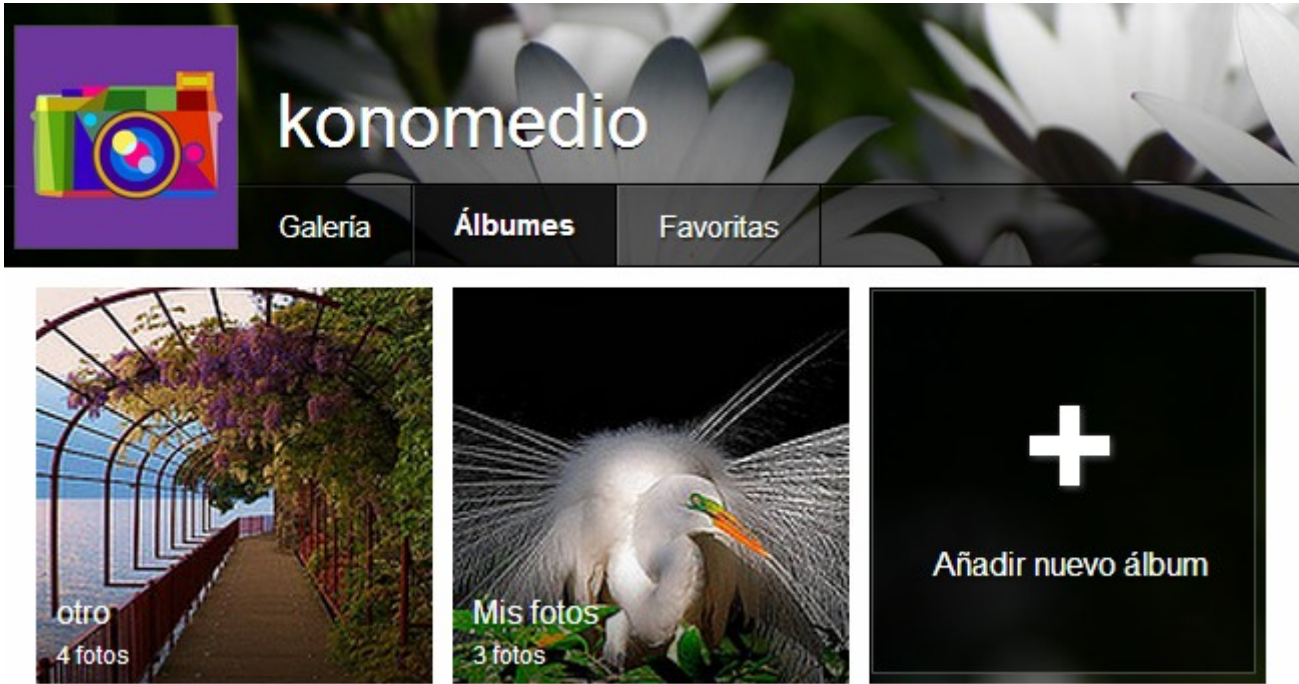 konomedio
Galería
Álbumes
Favoritas
otro
4 fotos
Mis fotos
3 fotos
Añadir nuevo álbum